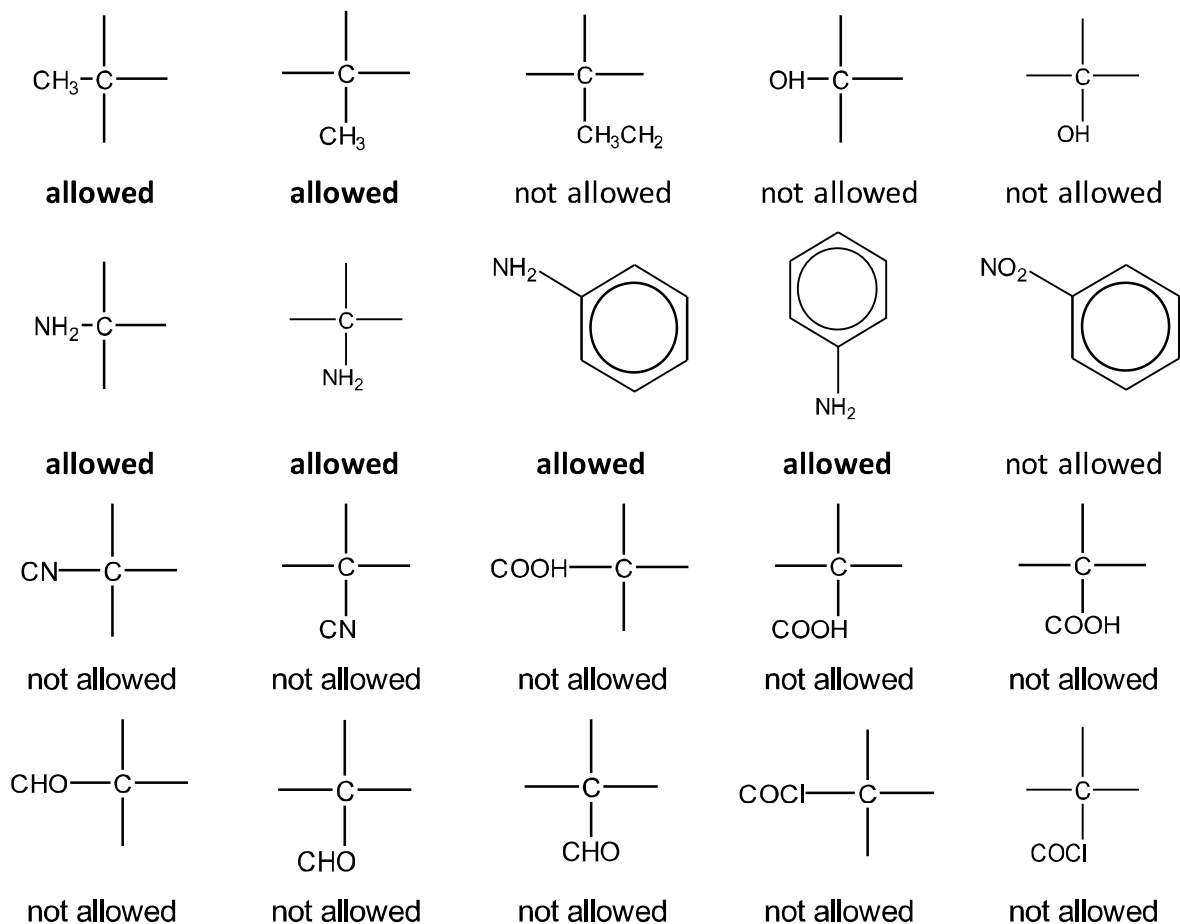 CH₃ C C C OH C C
CH₃ CH₃CH₂ OH
allowed allowed not allowed not allowed not allowed
NH₂ NO₂
NH₂ C C
NH₂ NH₂
allowed allowed allowed allowed not allowed
CN C C COOH C C C
CN COOH COOH
not allowed not allowed not allowed not allowed not allowed
CHO C C C COCl C C
CHO CHO COCl
not allowed not allowed not allowed not allowed not allowed